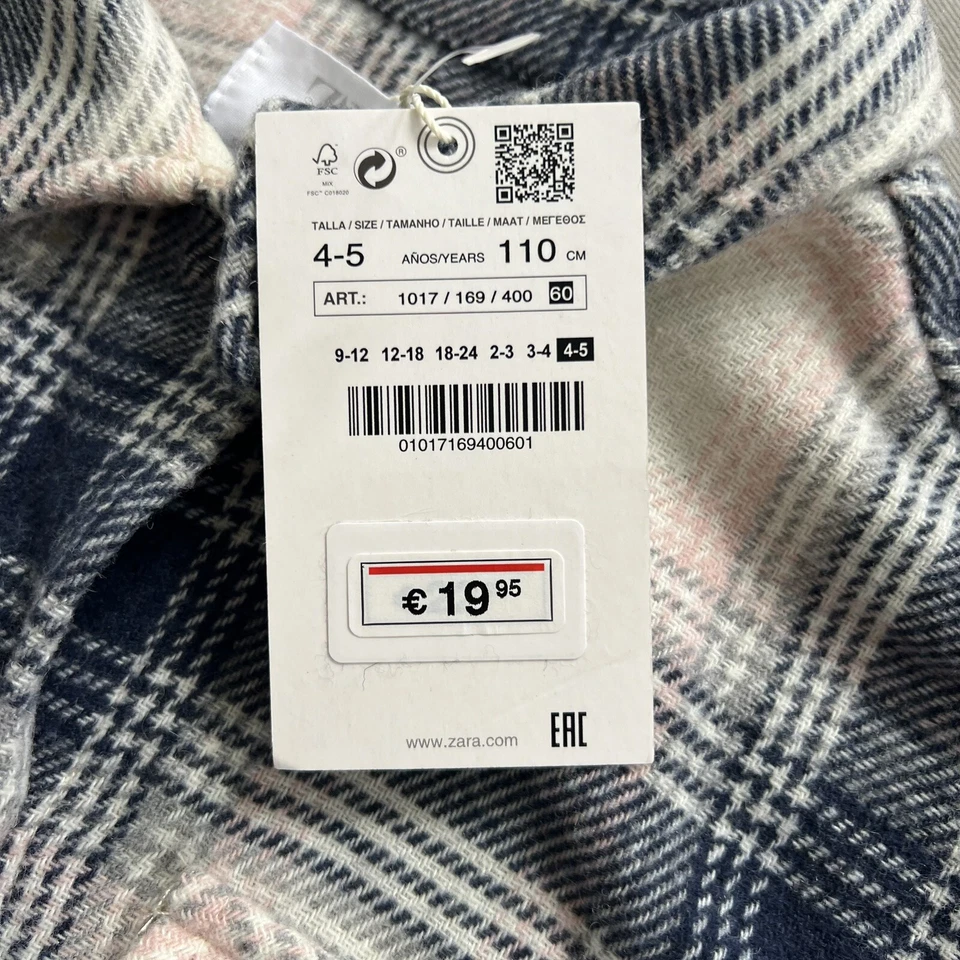 FSC
MIX
FSC™ C018020
®
TALLA / SIZE / TAMANHO / TAILLE / MAAT / ΜΕΓΕΘΟΣ
4-5 AÑOS/YEARS 110 CM
ART.: 1017 / 169 / 400 60
9-12 12-18 18-24 2-3 3-4 4-5
01017169400601
€ 19 95
www.zara.com EAC